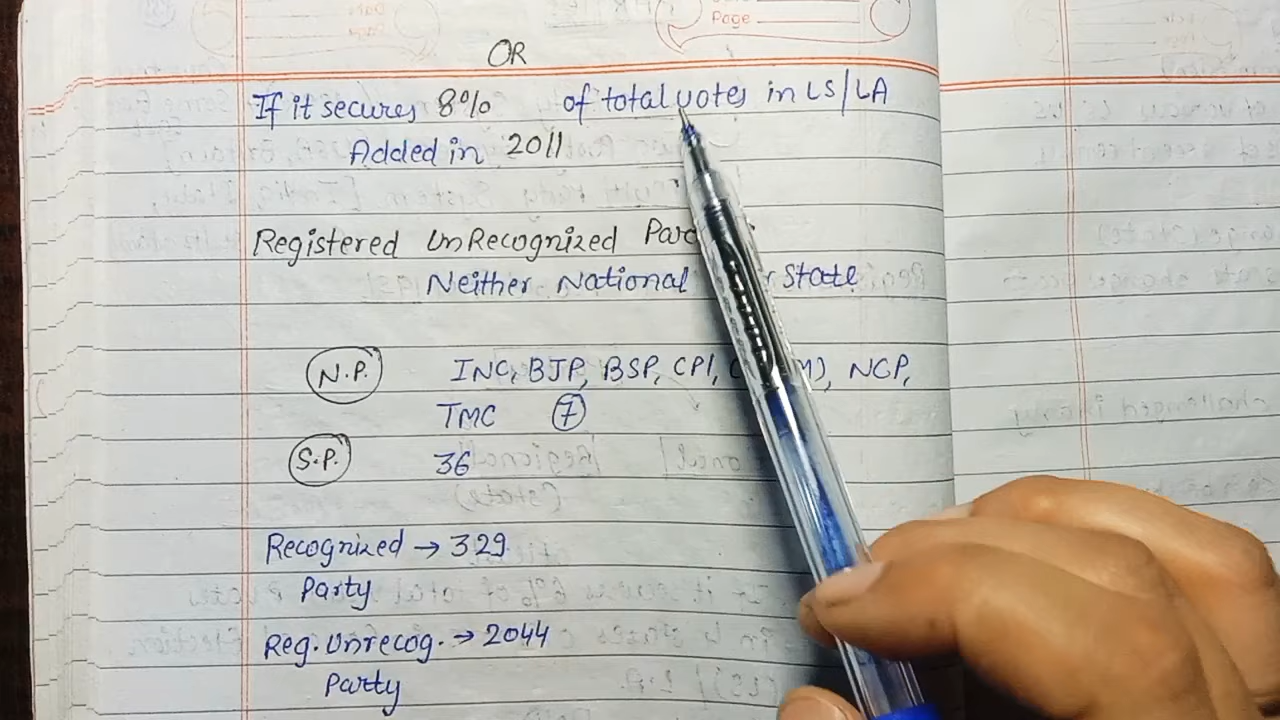 Page
OR
If it secures 8% of total votes in LS/LA
Added in 2011
Registered UnRecognized
Neither National State
N.P. INC, BJP, BSP, CPI, NCP,
TMC 7
S.P. 36
Recognized → 329
Party
Reg. Unrecog. → 2044
Party